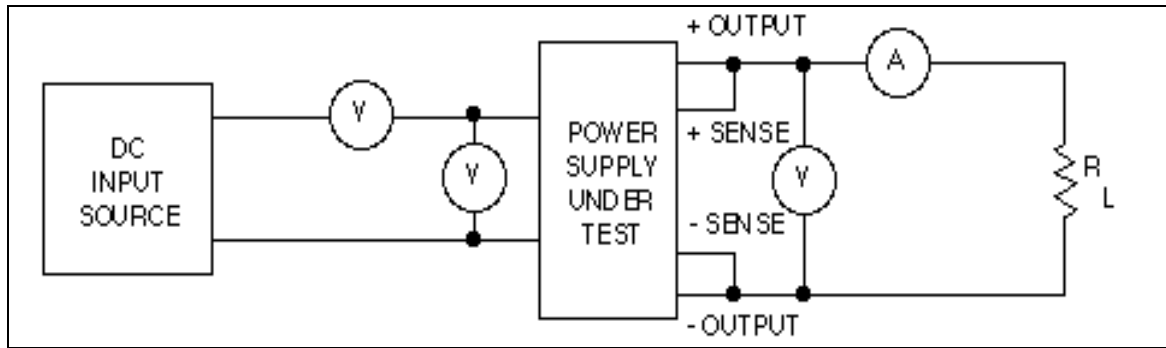 DC
INPUT
SOURCE
V
V
POWER
SUPPLY
UNDER
TEST
+ OUTPUT
+ SENSE
- SENSE
- OUTPUT
V
A
R
L